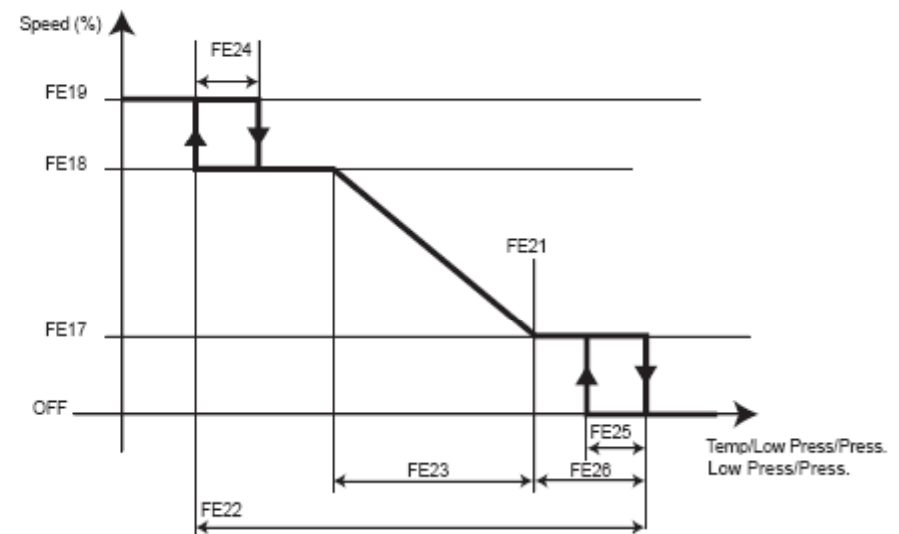 Speed (%)
FE24
FE19
FE18
FE21
FE17
OFF
FE25
Temp/Low Press/Press.
Low Press/Press.
FE23
FE26
FE22